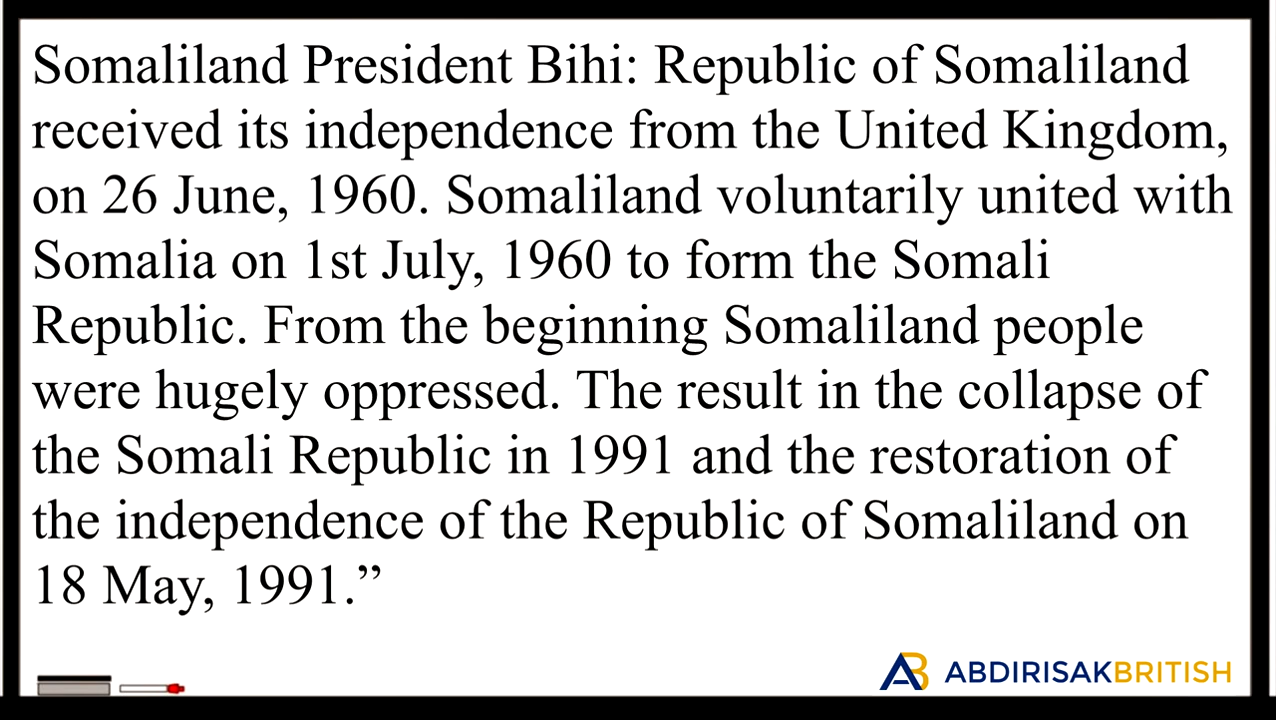 Somaliland President Bihi: Republic of Somaliland
received its independence from the United Kingdom,
on 26 June, 1960. Somaliland voluntarily united with
Somalia on 1st July, 1960 to form the Somali
Republic. From the beginning Somaliland people
were hugely oppressed. The result in the collapse of
the Somali Republic in 1991 and the restoration of
the independence of the Republic of Somaliland on
18 May, 1991.”
AB ABDIRISAKBRITISH